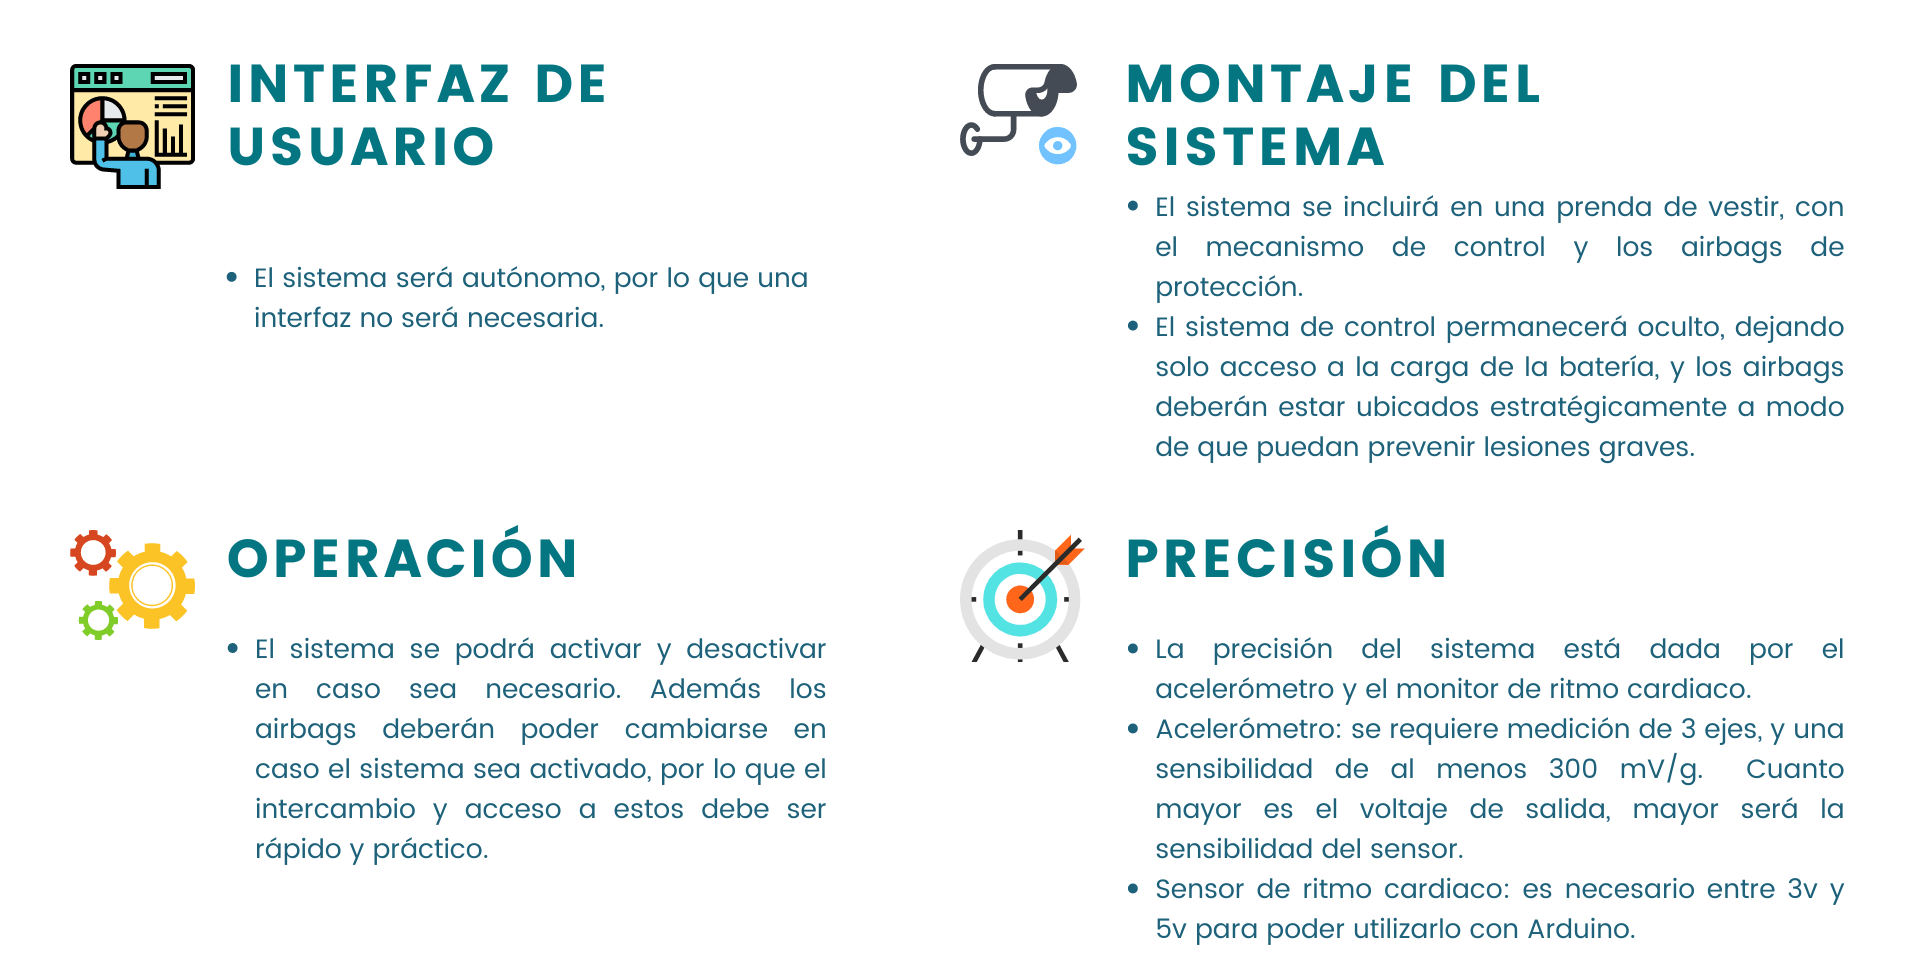 INTERFAZ DE
USUARIO
• El sistema será autónomo, por lo que una
interfaz no será necesaria.
MONTAJE DEL
SISTEMA
• El sistema se incluirá en una prenda de vestir, con
el mecanismo de control y los airbags de
protección.
• El sistema de control permanecerá oculto, dejando
solo acceso a la carga de la batería, y los airbags
deberán estar ubicados estratégicamente a modo
de que puedan prevenir lesiones graves.
OPERACIÓN
• El sistema se podrá activar y desactivar
en caso sea necesario. Además los
airbags deberán poder cambiarse en
caso el sistema sea activado, por lo que el
intercambio y acceso a estos debe ser
rápido y práctico.
PRECISIÓN
• La precisión del sistema está dada por el
acelerómetro y el monitor de ritmo cardiaco.
• Acelerómetro: se requiere medición de 3 ejes, y una
sensibilidad de al menos 300 mV/g. Cuanto
mayor es el voltaje de salida, mayor será la
sensibilidad del sensor.
• Sensor de ritmo cardiaco: es necesario entre 3v y
5v para poder utilizarlo con Arduino.